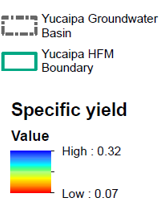 Yucaipa Groundwater
Basin
Yucaipa HFM
Boundary
Specific yield
Value
High : 0.32
Low : 0.07